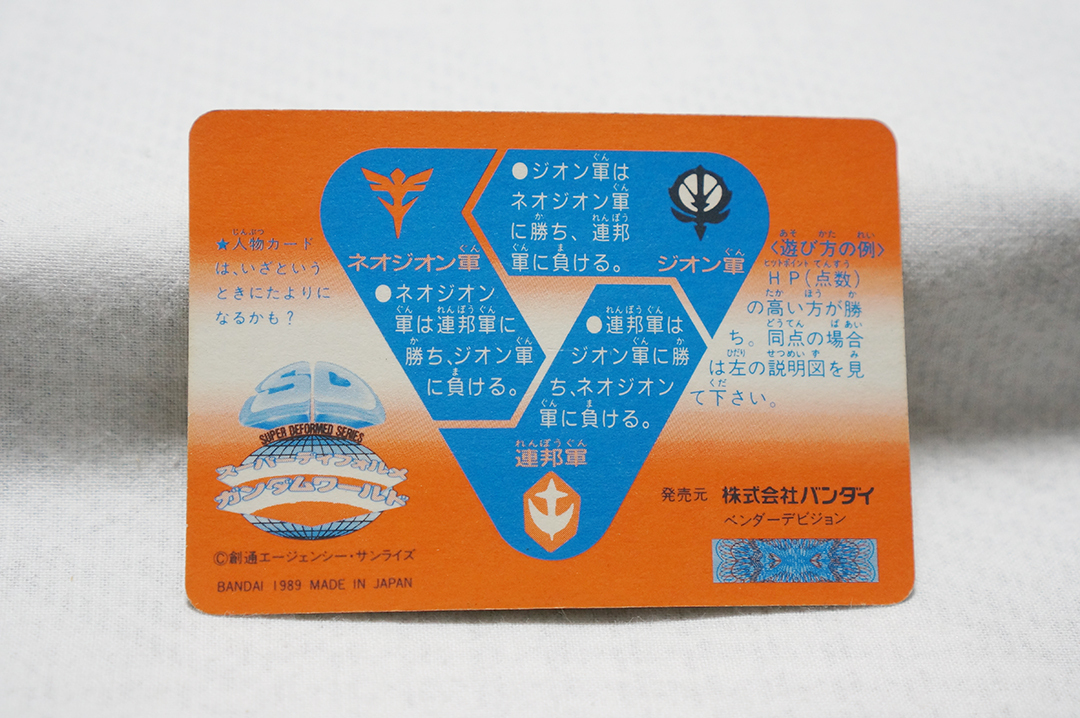 ★人物カード
は、いざという
ときにたよりに
なるかも？
ネオジオン軍
●ネオジオン
軍は連邦軍に
勝ち、ジオン軍
に負ける。
●ジオン軍は
ネオジオン軍
に勝ち、連邦
軍に負ける。
ジオン軍
●連邦軍は
ジオン軍に勝
ち、ネオジオン
軍に負ける。
連邦軍
〈遊び方の例〉
HP(点数)
の高い方が勝
ち。同点の場合
は左の説明図を見
て下さい。
SD
SUPER DEFORMED SERIES
スーパーディフォルメ
ガンダムワールド
©創通エージェンシー・サンライズ
BANDAI 1989 MADE IN JAPAN
発売元 株式会社バンダイ
ベンダーデビジョン